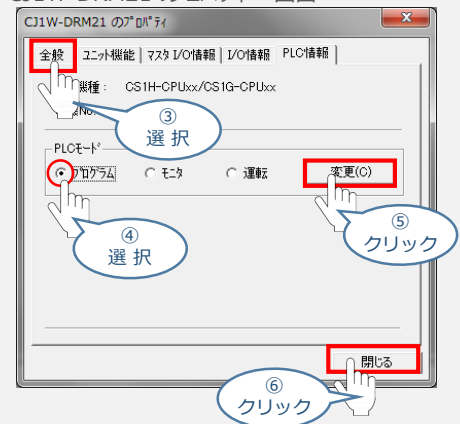 CJ1W-DRM21 のﾌﾟﾛﾊﾟﾃｨ
全般 ﾕﾆｯﾄ機能 ﾏｽﾀ I/O情報 I/O情報 PLC情報
機種： CS1H-CPUxx/CS1G-CPUxx
③
選 択
PLCﾓｰﾄﾞ
ﾌﾟﾛｸﾞﾗﾑ ﾓﾆﾀ 運転 変更(C)
④
選 択
⑤
クリック
閉じる
⑥
クリック